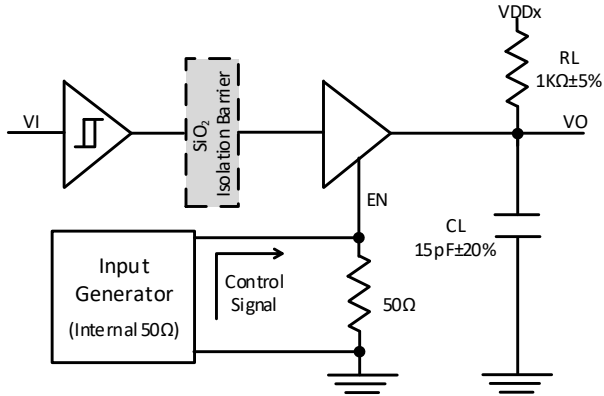 VDDx
RL
1KΩ±5%
VI
SiO₂
Isolation Barrier
VO
EN
CL
15pF±20%
Input
Generator
(Internal 50Ω)
Control
Signal
50Ω